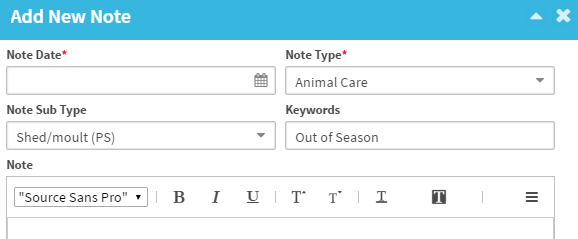 Add New Note
Note Date* Note Type*
Animal Care
Note Sub Type Keywords
Shed/moult (PS) Out of Season
Note
"Source Sans Pro" B I U T T T T